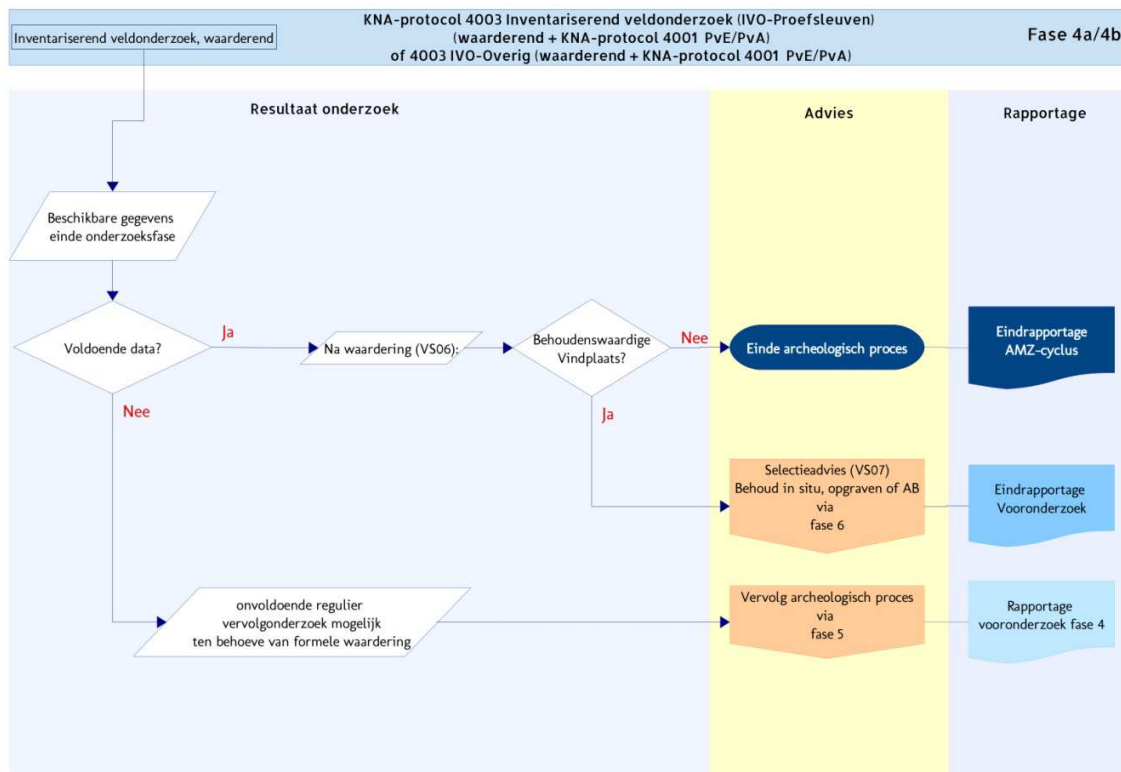 KNA-protocol 4003 Inventariserend veldonderzoek (IVO-Proefsleuven)
(waarderend + KNA-protocol 4001 PvE/PvA)
of 4003 IVO-Overig (waarderend + KNA-protocol 4001 PvE/PvA)
Fase 4a/4b
Inventariserend veldonderzoek, waarderend
Resultaat onderzoek
Advies
Rapportage
Beschikbare gegevens
einde onderzoeksfase
Voldoende data?
Ja
Nee
Na waardering (VS06):
Behoudenswaardige
Vindplaats?
Nee
Ja
Einde archeologisch proces
Eindrapportage
AMZ-cyclus
Selectieadvies (VS07)
Behoud in situ, opgraven of AB
via
fase 6
Eindrapportage
Vooronderzoek
onvoldoende regulier
vervolgonderzoek mogelijk
ten behoeve van formele waardering
Vervolg archeologisch proces
via
fase 5
Rapportage
vooronderzoek fase 4